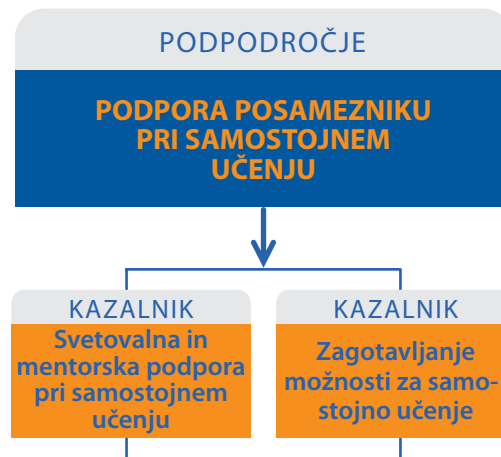 PODPODROČJE
PODPORA POSAMEZNIKU
PRI SAMOSTOJNEM
UČENJU
KAZALNIK
Svetovalna in
mentorska podpora
pri samostojnem
učenju
KAZALNIK
Zagotavljanje
možnosti za samo-
stojno učenje